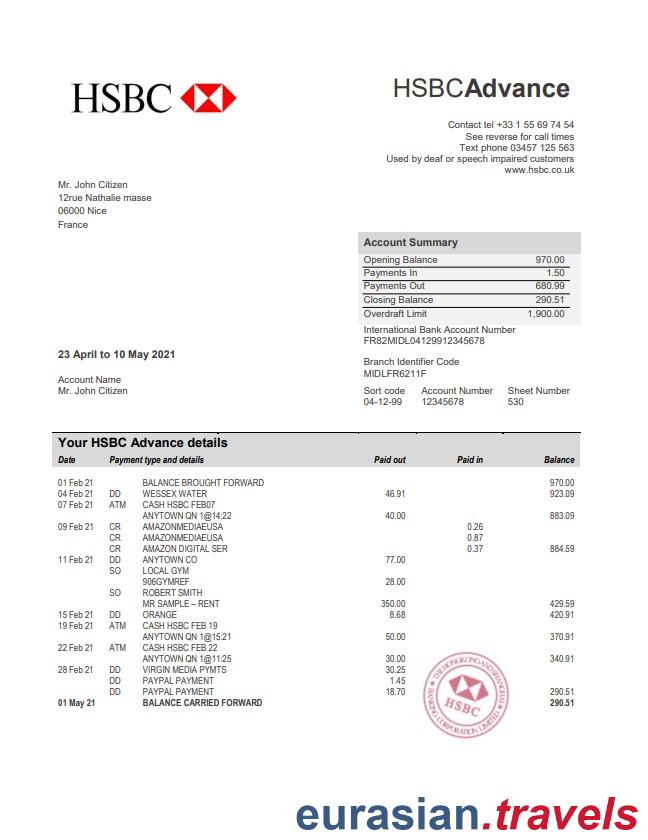 HSBC
HSBCAdvance
Contact tel +33 1 55 69 74 54
See reverse for call times
Text phone 03457 125 563
Used by deaf or speech impaired customers
www.hsbc.co.uk
Mr. John Citizen
12rue Nathalie masse
06000 Nice
France
Account Summary
Opening Balance 970.00
Payments In 1.50
Payments Out 680.99
Closing Balance 290.51
Overdraft Limit 1,900.00
International Bank Account Number
FR82MIDL04129912345678
23 April to 10 May 2021
Branch Identifier Code
MIDLFR6211F
Account Name
Mr. John Citizen
Sort code Account Number Sheet Number
04-12-99 12345678 530
Your HSBC Advance details
Date Payment type and details Paid out Paid in Balance
01 Feb 21 BALANCE BROUGHT FORWARD 970.00
04 Feb 21 DD WESSEX WATER 46.91 923.09
07 Feb 21 ATM CASH HSBC FEB07
ANYTOWN QN 1@14:22 40.00 883.09
09 Feb 21 CR AMAZONMEDIAEUSA 0.26
CR AMAZONMEDIAEUSA 0.87
CR AMAZON DIGITAL SER 0.37 884.59
11 Feb 21 DD ANYTOWN CO 77.00
SO LOCAL GYM
906GYMREF 28.00
SO ROBERT SMITH
MR SAMPLE – RENT 350.00 429.59
15 Feb 21 DD ORANGE 8.68 420.91
19 Feb 21 ATM CASH HSBC FEB 19
ANYTOWN QN 1@15:21 50.00 370.91
22 Feb 21 ATM CASH HSBC FEB 22
ANYTOWN QN 1@11:25 30.00 340.91
28 Feb 21 DD VIRGIN MEDIA PYMTS 30.25
DD PAYPAL PAYMENT 1.45
DD PAYPAL PAYMENT 18.70 290.51
01 May 21 BALANCE CARRIED FORWARD 290.51
THE HONGKONG AND SHANGHAI
BANKING CORPORATION LIMITED
HSBC
eurasian.travels